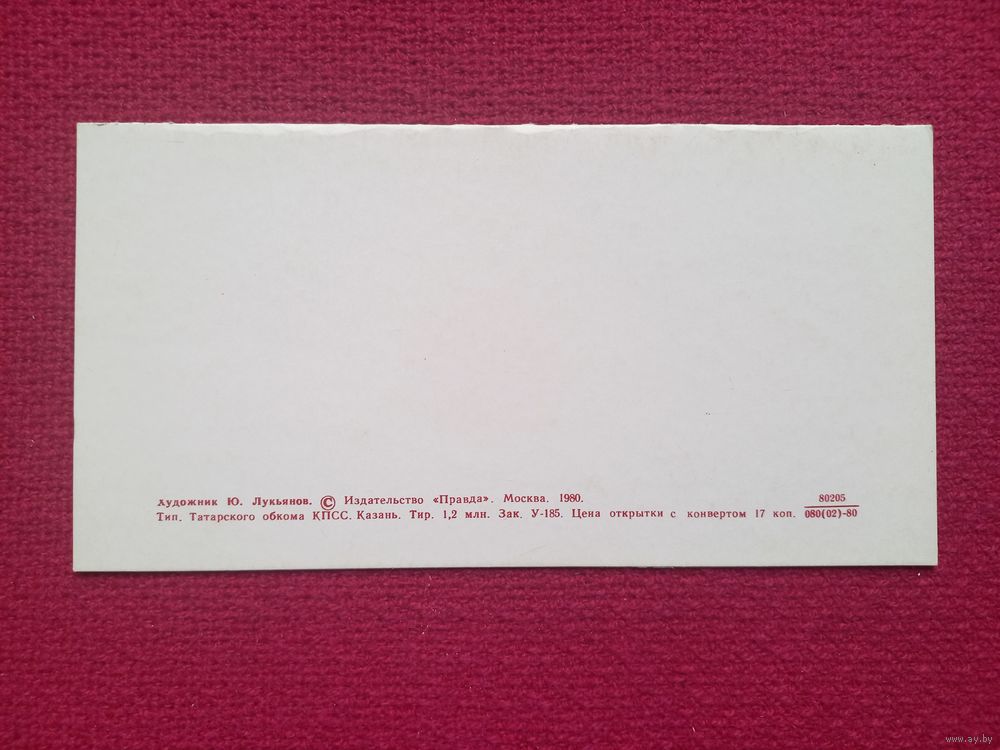 Художник Ю. Лукьянов. © Издательство «Правда». Москва. 1980.
80205
Тип. Татарского обкома КПСС. Казань. Тир. 1,2 млн. Зак. У-185. Цена открытки с конвертом 17 коп.
080(02)-80
www.ay.by